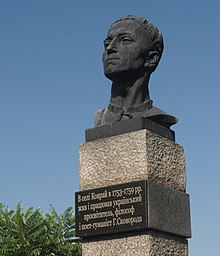 В селі Коврай в 1753-1759 рр.
жив і працював український
просвітитель, філософ
і поет-гуманіст Г.Сковорода